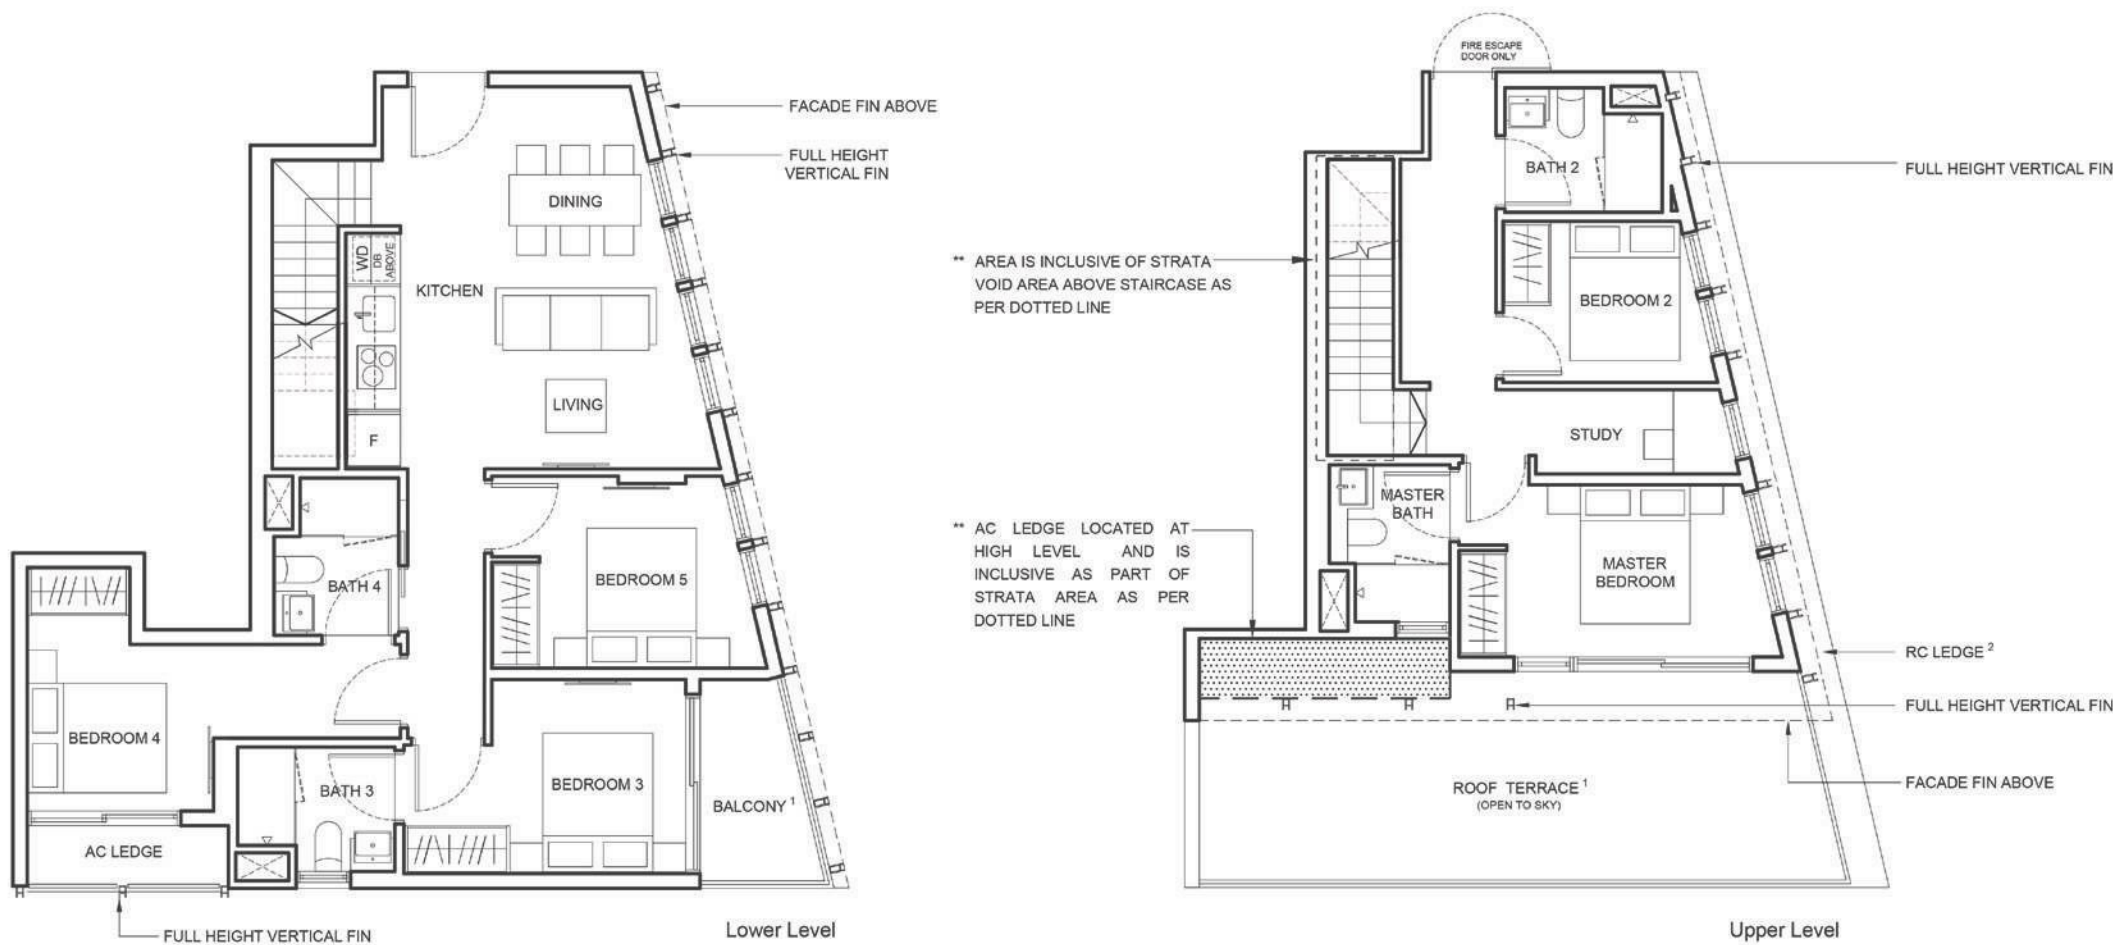 FACADE FIN ABOVE
FULL HEIGHT
VERTICAL FIN
DINING
WD
DB
ABOVE
KITCHEN
LIVING
F
BATH 4
BEDROOM 5
BEDROOM 4
BATH 3
BEDROOM 3
BALCONY 1
AC LEDGE
FULL HEIGHT VERTICAL FIN
Lower Level
FIRE ESCAPE
DOOR ONLY
BATH 2
FULL HEIGHT VERTICAL FIN
** AREA IS INCLUSIVE OF STRATA
VOID AREA ABOVE STAIRCASE AS
PER DOTTED LINE
BEDROOM 2
STUDY
MASTER
BATH
** AC LEDGE LOCATED AT
HIGH LEVEL AND IS
INCLUSIVE AS PART OF
STRATA AREA AS PER
DOTTED LINE
MASTER
BEDROOM
RC LEDGE 2
FULL HEIGHT VERTICAL FIN
FACADE FIN ABOVE
ROOF TERRACE 1
(OPEN TO SKY)
Upper Level